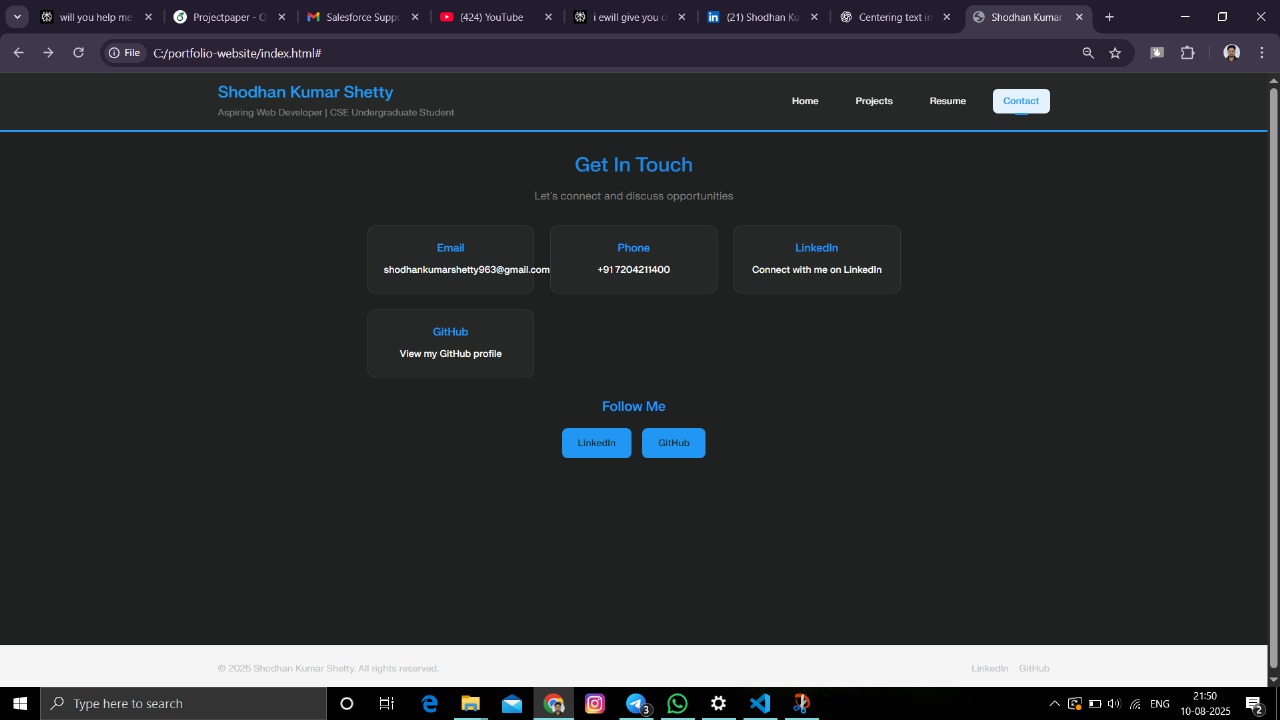 will you help me
Projectpaper - O
Salesforce Suppo
(424) YouTube
i ewill give you o
(21) Shodhan Ku
Centering text in
Shodhan Kumar
File
C:/portfolio-website/index.html#
Shodhan Kumar Shetty
Aspiring Web Developer | CSE Undergraduate Student
Home
Projects
Resume
Contact
Get In Touch
Let's connect and discuss opportunities
Email
shodhankumarshetty963@gmail.com
Phone
+91 7204211400
LinkedIn
Connect with me on LinkedIn
GitHub
View my GitHub profile
Follow Me
LinkedIn
GitHub
© 2025 Shodhan Kumar Shetty. All rights reserved.
LinkedIn
GitHub
Type here to search
3
ENG
21:50
10-08-2025
2